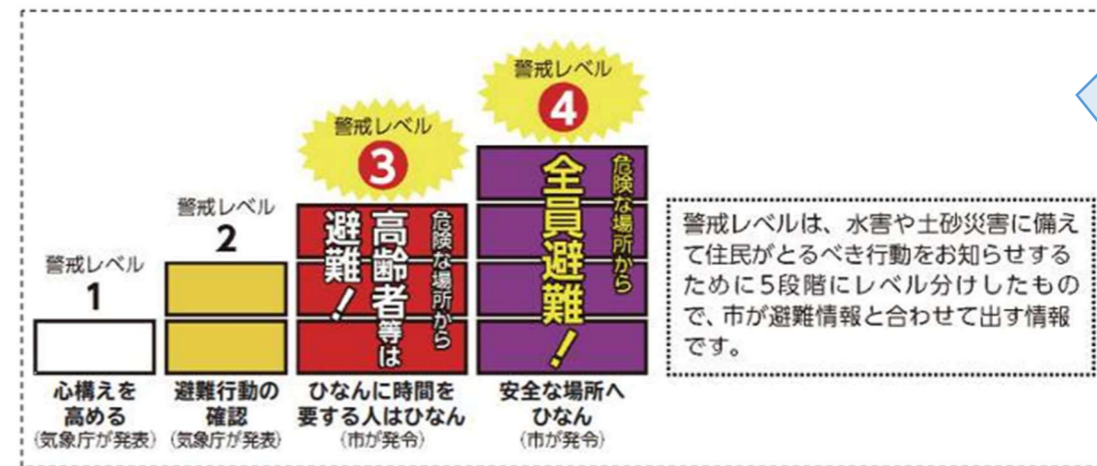 警戒レベル
1
心構えを
高める
(気象庁が発表)
警戒レベル
2
避難行動の
確認
(気象庁が発表)
警戒レベル
3
危険な場所から
高齢者等は
避難!
ひなんに時間を
要する人はひなん
(市が発令)
警戒レベル
4
危険な場所から
全員避難!
安全な場所へ
ひなん
(市が発令)
警戒レベルは、水害や土砂災害に備え
て住民がとるべき行動をお知らせする
ために5段階にレベル分けしたもの
で、市が避難情報と合わせて出す情報
です。